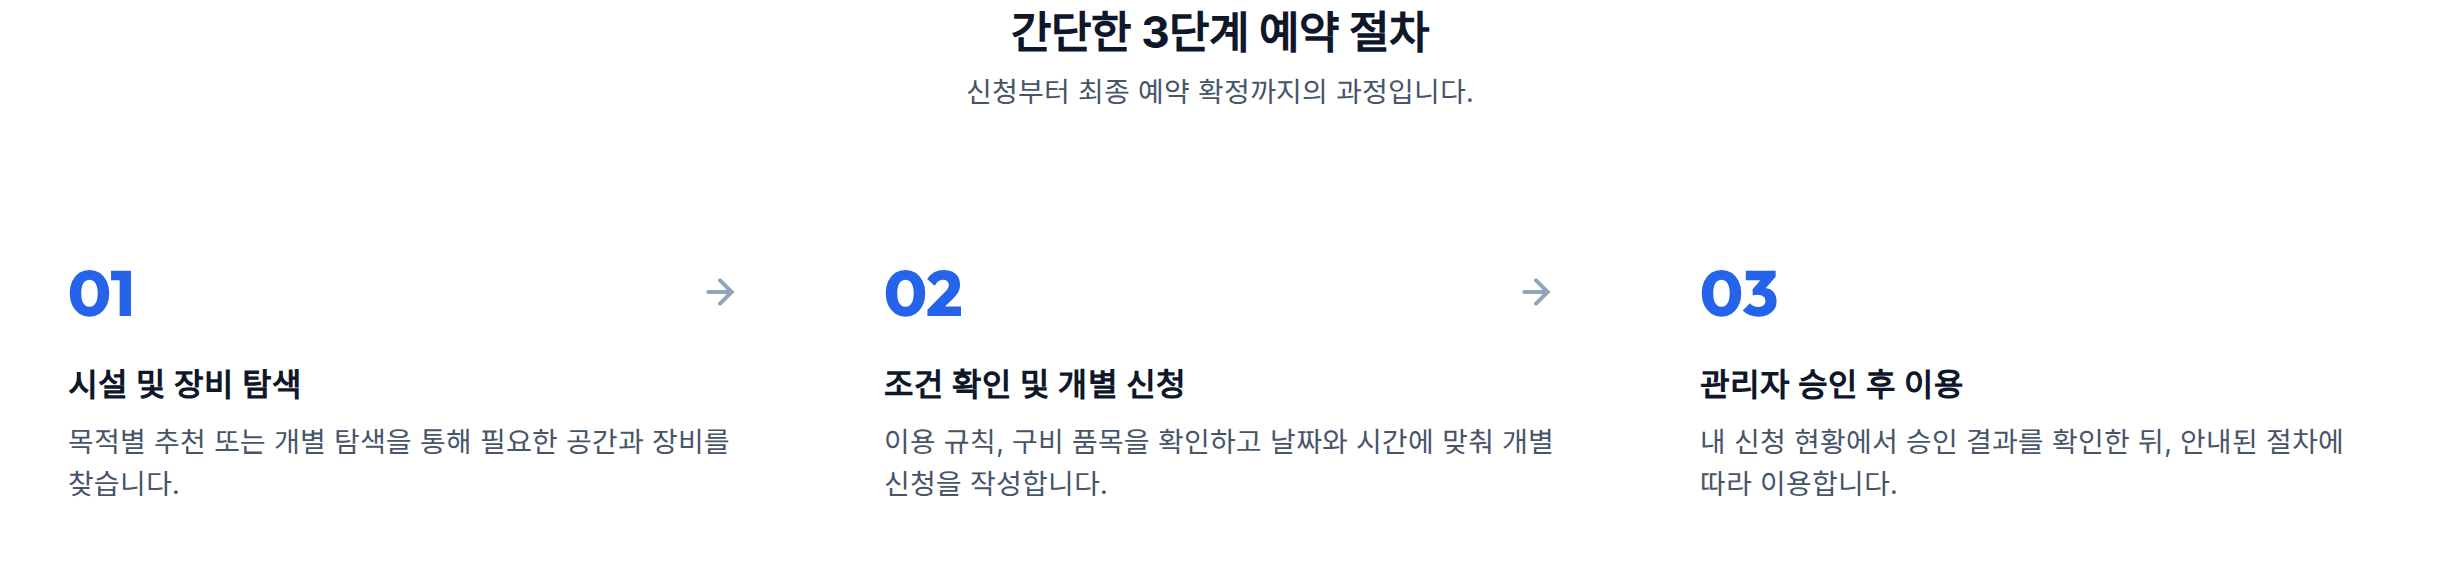 간단한 3단계 예약 절차
신청부터 최종 예약 확정까지의 과정입니다.
01
시설 및 장비 탐색
목적별 추천 또는 개별 탐색을 통해 필요한 공간과 장비를
찾습니다.
02
조건 확인 및 개별 신청
이용 규칙, 구비 품목을 확인하고 날짜와 시간에 맞춰 개별
신청을 작성합니다.
03
관리자 승인 후 이용
내 신청 현황에서 승인 결과를 확인한 뒤, 안내된 절차에
따라 이용합니다.